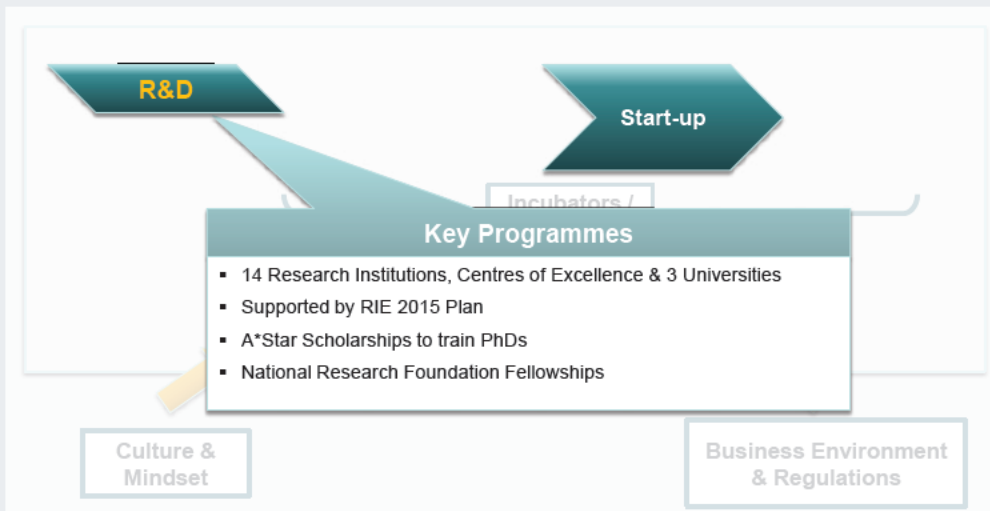 R&D
Start-up
Incubators /
Key Programmes
▪ 14 Research Institutions, Centres of Excellence & 3 Universities
▪ Supported by RIE 2015 Plan
▪ A*Star Scholarships to train PhDs
▪ National Research Foundation Fellowships
Culture &
Mindset
Business Environment
& Regulations